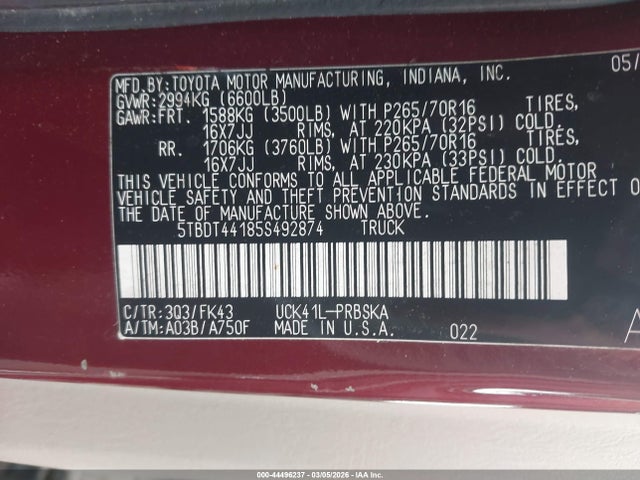 MFD.BY:TOYOTA MOTOR MANUFACTURING, INDIANA, INC. 05/
GVWR:2994KG (6600LB)
GAWR:FRT. 1588KG (3500LB) WITH P265/70R16 TIRES,
16X7JJ RIMS, AT 220KPA (32PSI) COLD.
RR. 1706KG (3760LB) WITH P265/70R16 TIRES,
16X7JJ RIMS, AT 230KPA (33PSI) COLD.
THIS VEHICLE CONFORMS TO ALL APPLICABLE FEDERAL MOTOR
VEHICLE SAFETY AND THEFT PREVENTION STANDARDS IN EFFECT O
THE DATE OF MANUFACTURE SHOWN ABOVE.
5TBDT44185S492874 TRUCK
C/TR:3Q3/FK43 UCK41L-PRBSKA
A/TM:A03B/A750F MADE IN U.S.A. 022
000-44496237 - 03/05/2026 - IAA, Inc.